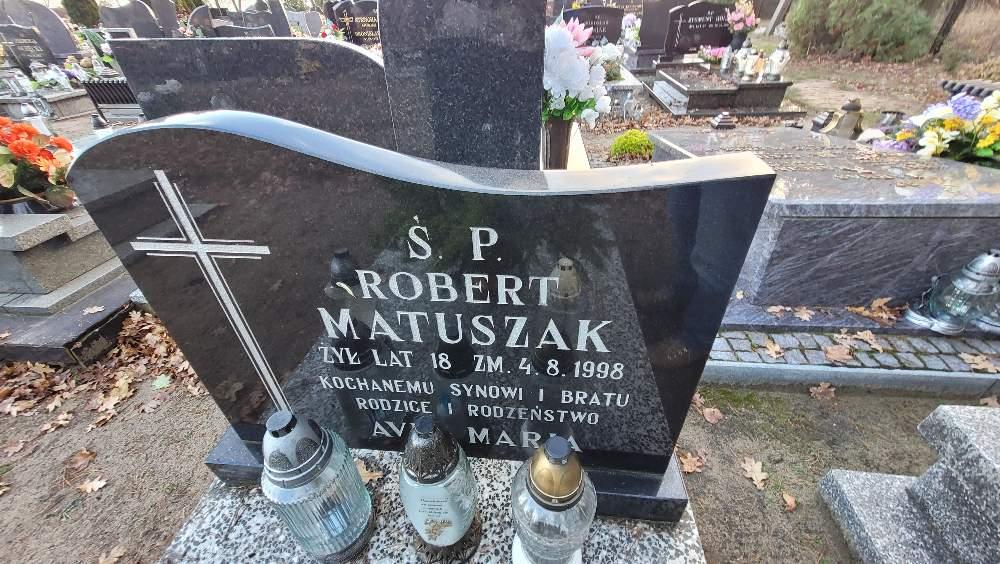 Ś. P.
ROBERT
MATUSZAK
ŻYŁ LAT 18 ZM. 4.8.1998
KOCHANEMU SYNOWI I BRATU
RODZICE I RODZEŃSTWO
AVE MARIA